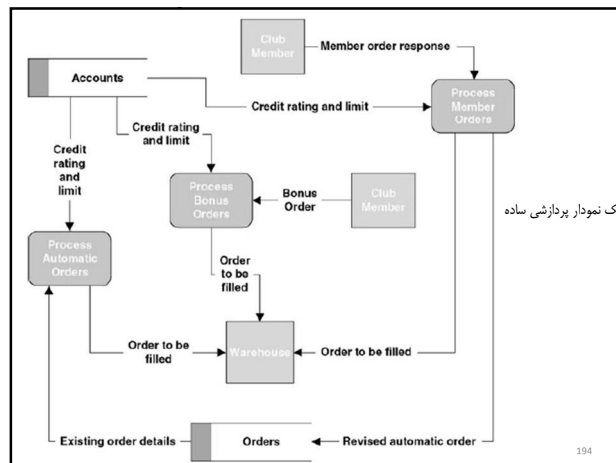 Club
Member
Member order response
Accounts
Process
Member
Orders
Credit rating and limit
Credit rating
and limit
Credit
rating
and
limit
Process
Bonus
Orders
Bonus
Order
Club
Member
ک نمودار پردازشی ساده
Process
Automatic
Orders
Order
to be
filled
Order to be
filled
Warehouse
Order to be filled
Existing order details
Orders
Revised automatic order
194